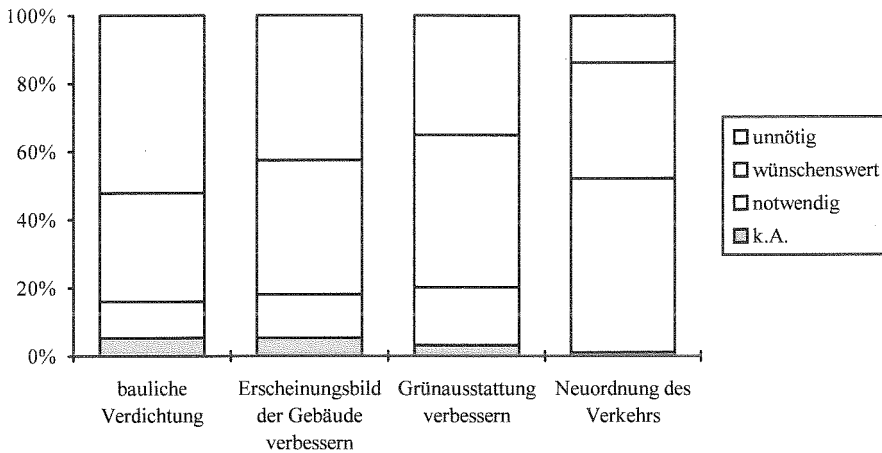 100%
80%
60%
40%
20%
0%
unnötig
wünschenswert
notwendig
k.A.
bauliche
Verdichtung
Erscheinungsbild
der Gebäude
verbessern
Grünausstattung
verbessern
Neuordnung des
Verkehrs